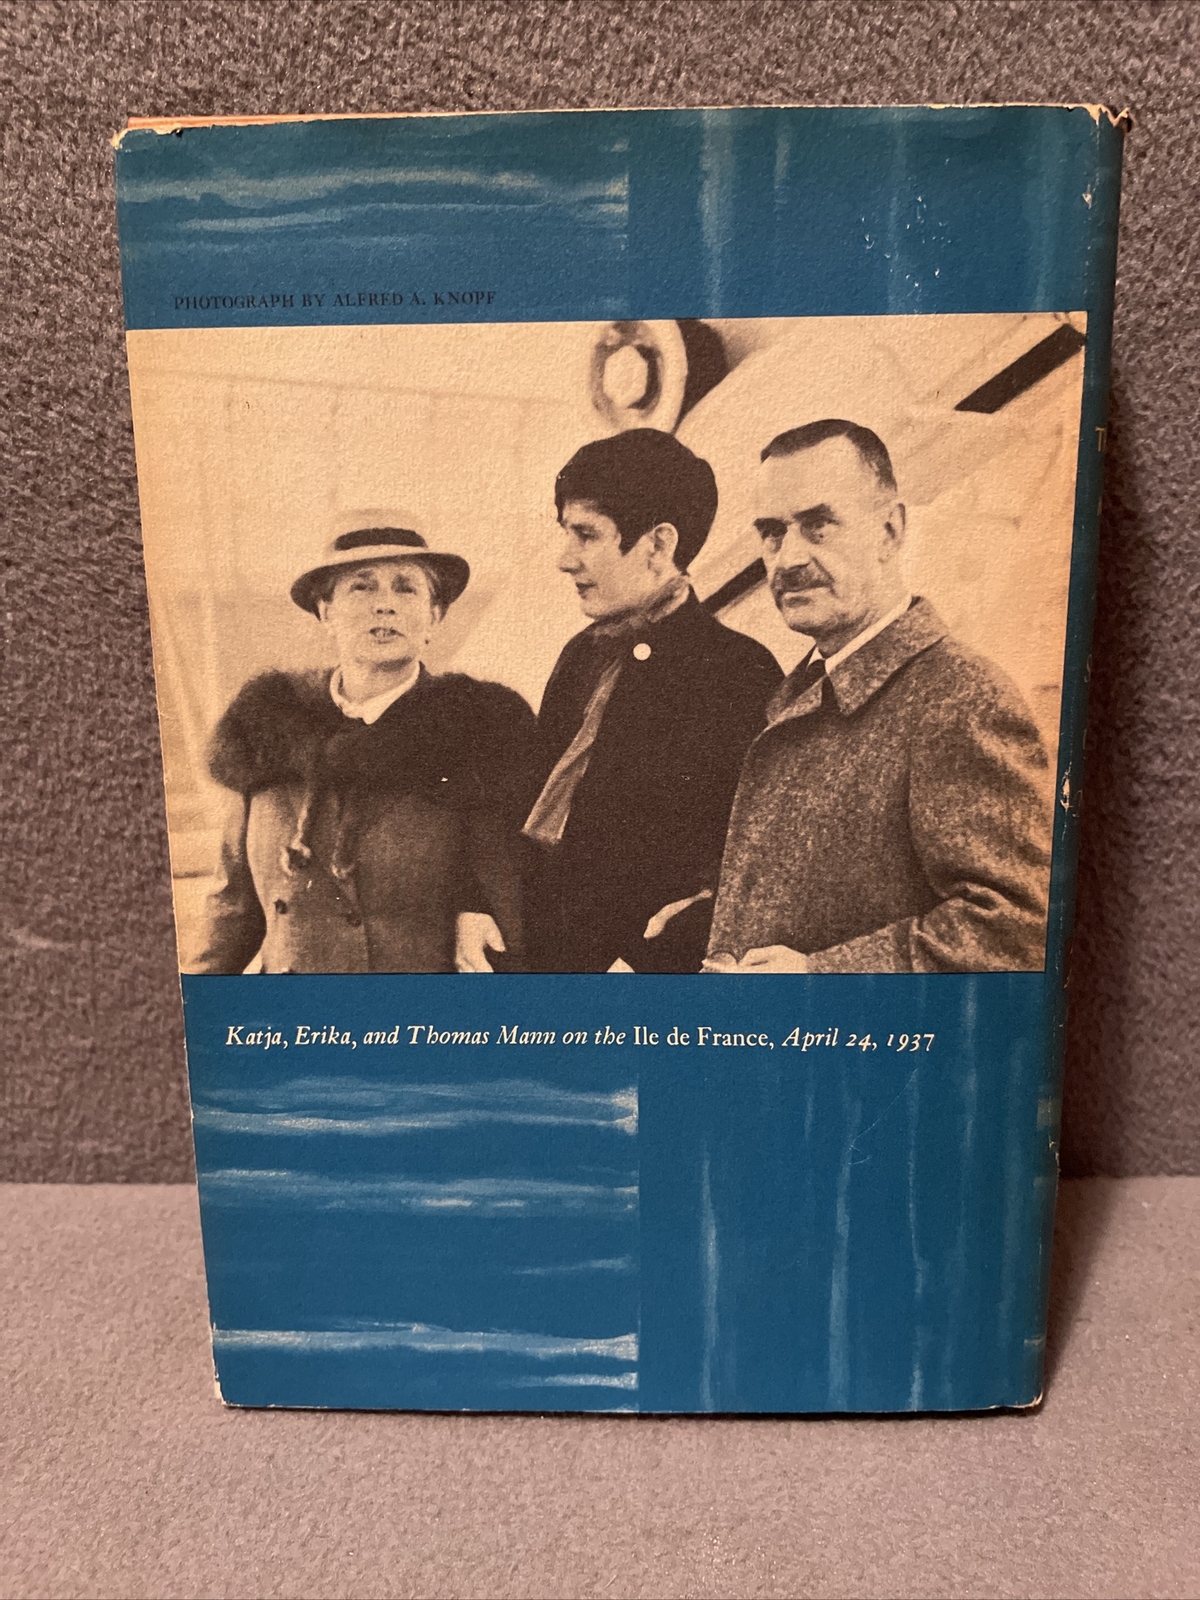 PHOTOGRAPH BY ALFRED A. KNOPF
Katja, Erika, and Thomas Mann on the Ile de France, April 24, 1937